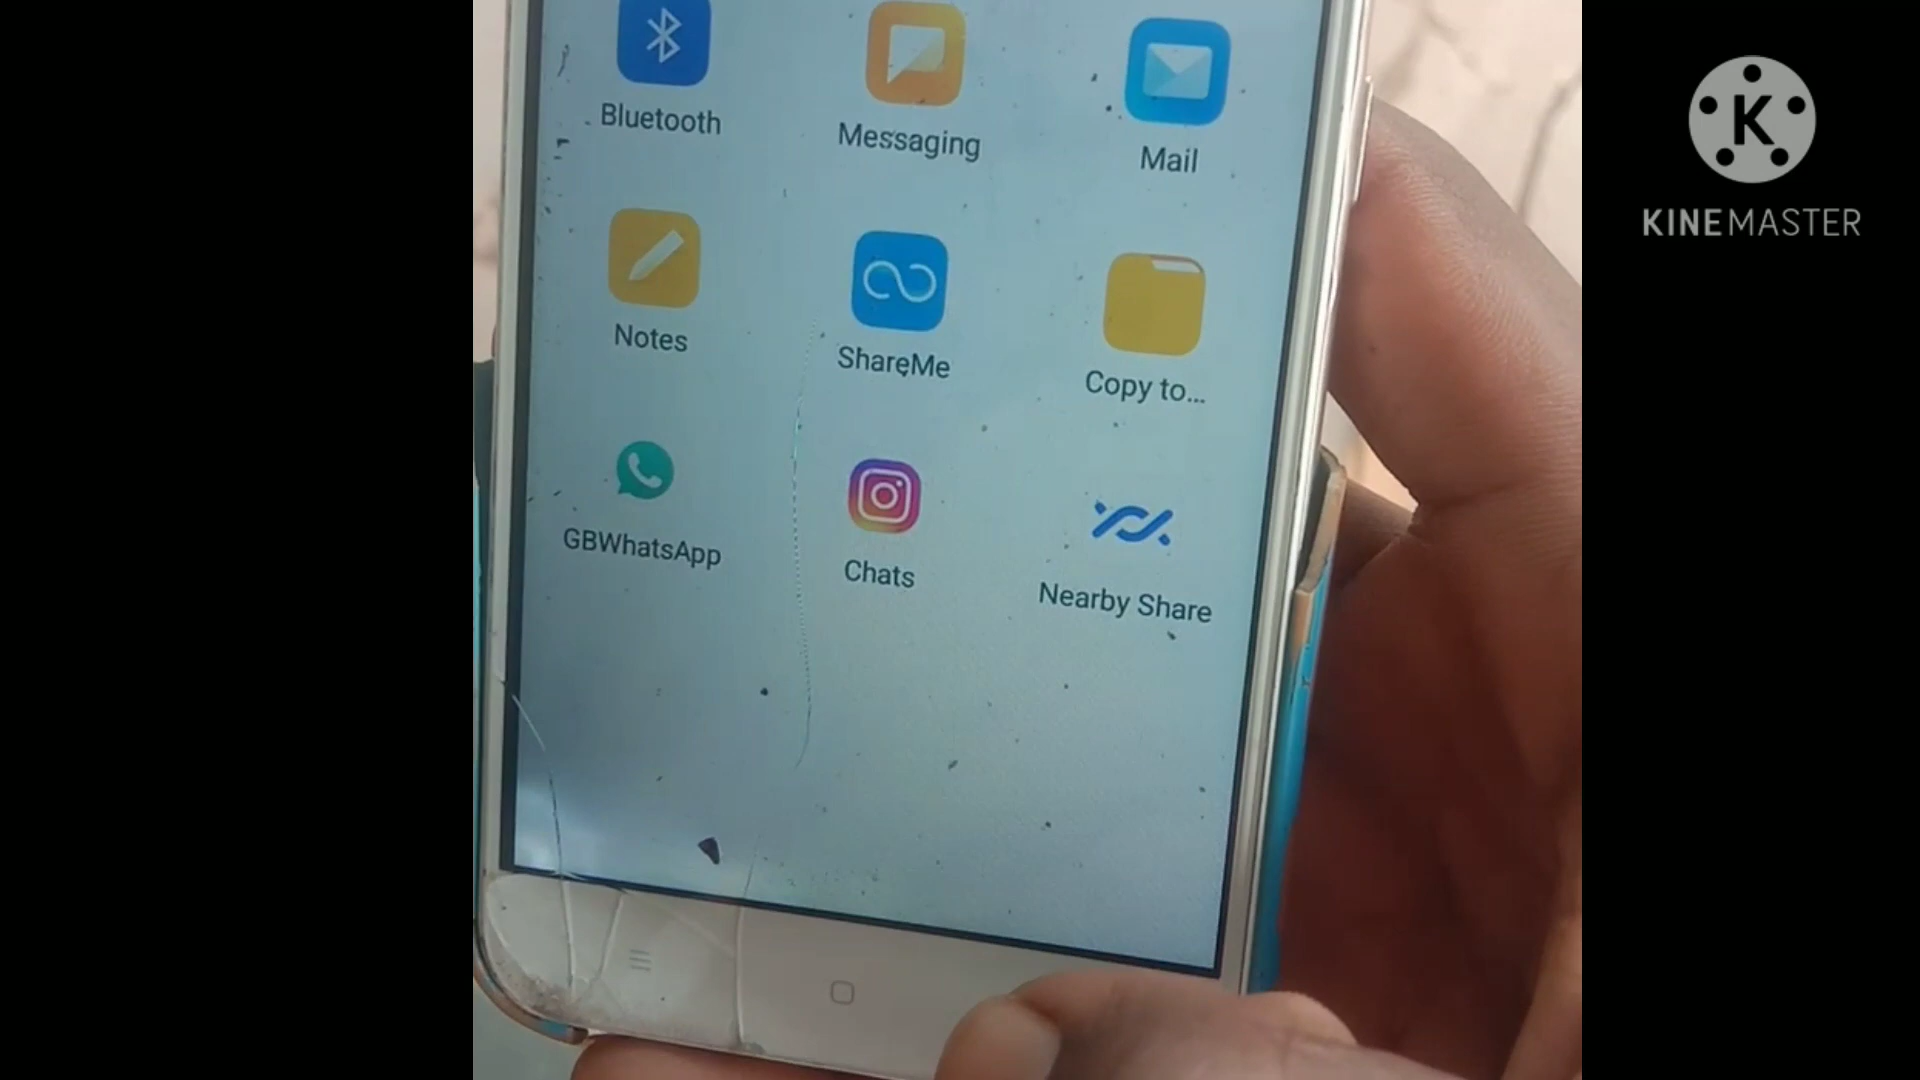 Bluetooth
Messaging
Mail
Notes
ShareMe
Copy to...
GBWhatsApp
Chats
Nearby Share
K
KINEMASTER